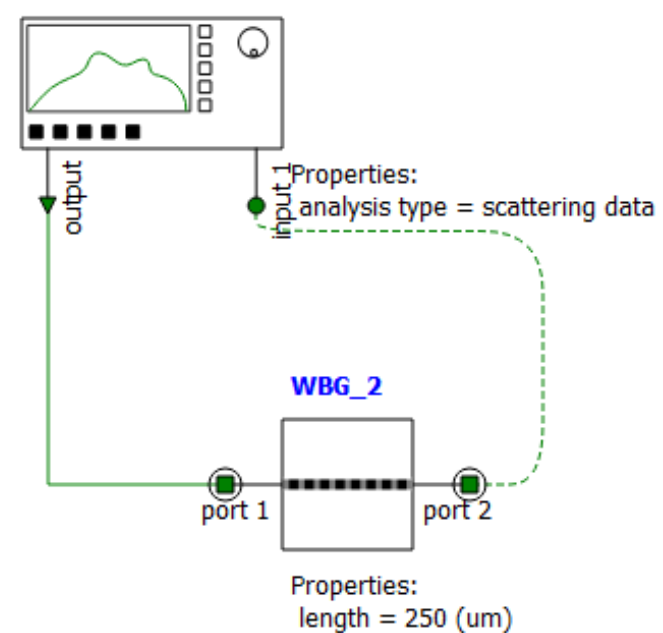 output
input 1
Properties:
analysis type = scattering data
WBG_2
port 1
port 2
Properties:
length = 250 (um)